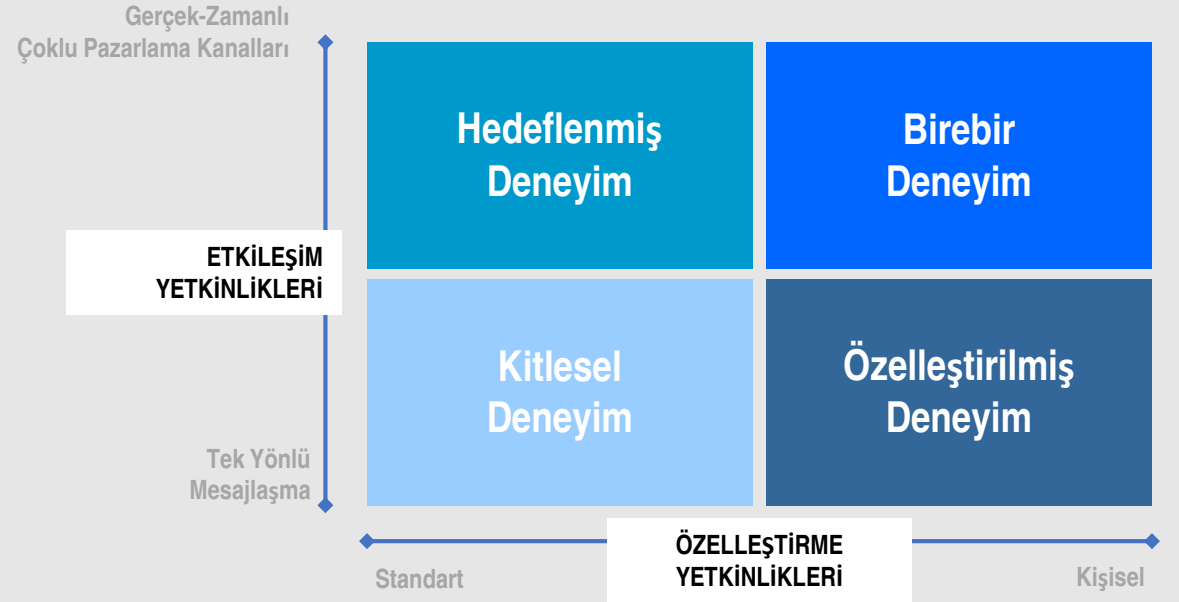 Gerçek-Zamanlı
Çoklu Pazarlama Kanalları
Hedeflenmiş
Deneyim
Birebir
Deneyim
ETKİLEŞİM
YETKİNLİKLERİ
Kitlesel
Deneyim
Özelleştirilmiş
Deneyim
Tek Yönlü
Mesajlaşma
ÖZELLEŞTİRME
YETKİNLİKLERİ
Standart
Kişisel